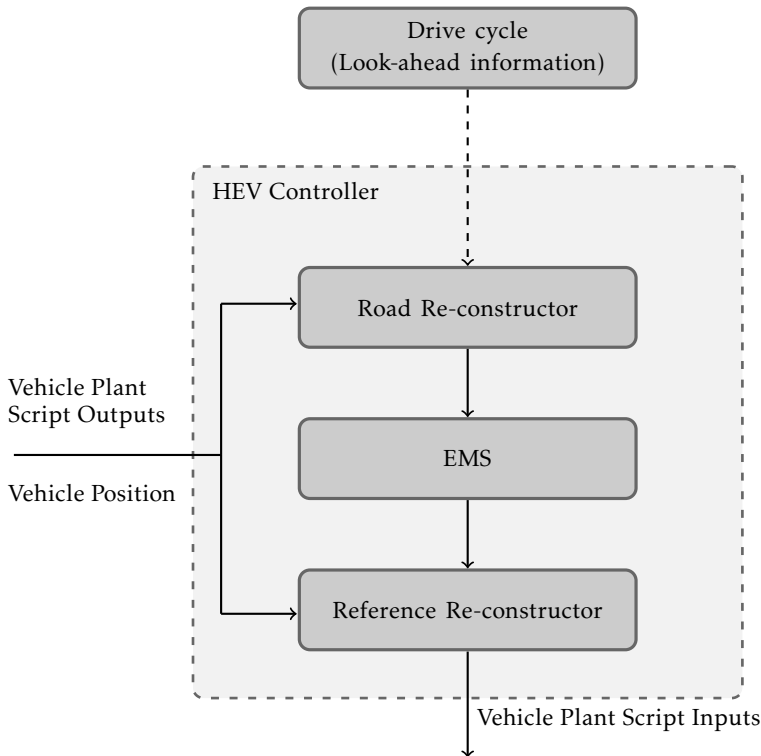 Drive cycle
(Look-ahead information)
HEV Controller
Road Re-constructor
Vehicle Plant
Script Outputs
EMS
Vehicle Position
Reference Re-constructor
Vehicle Plant Script Inputs